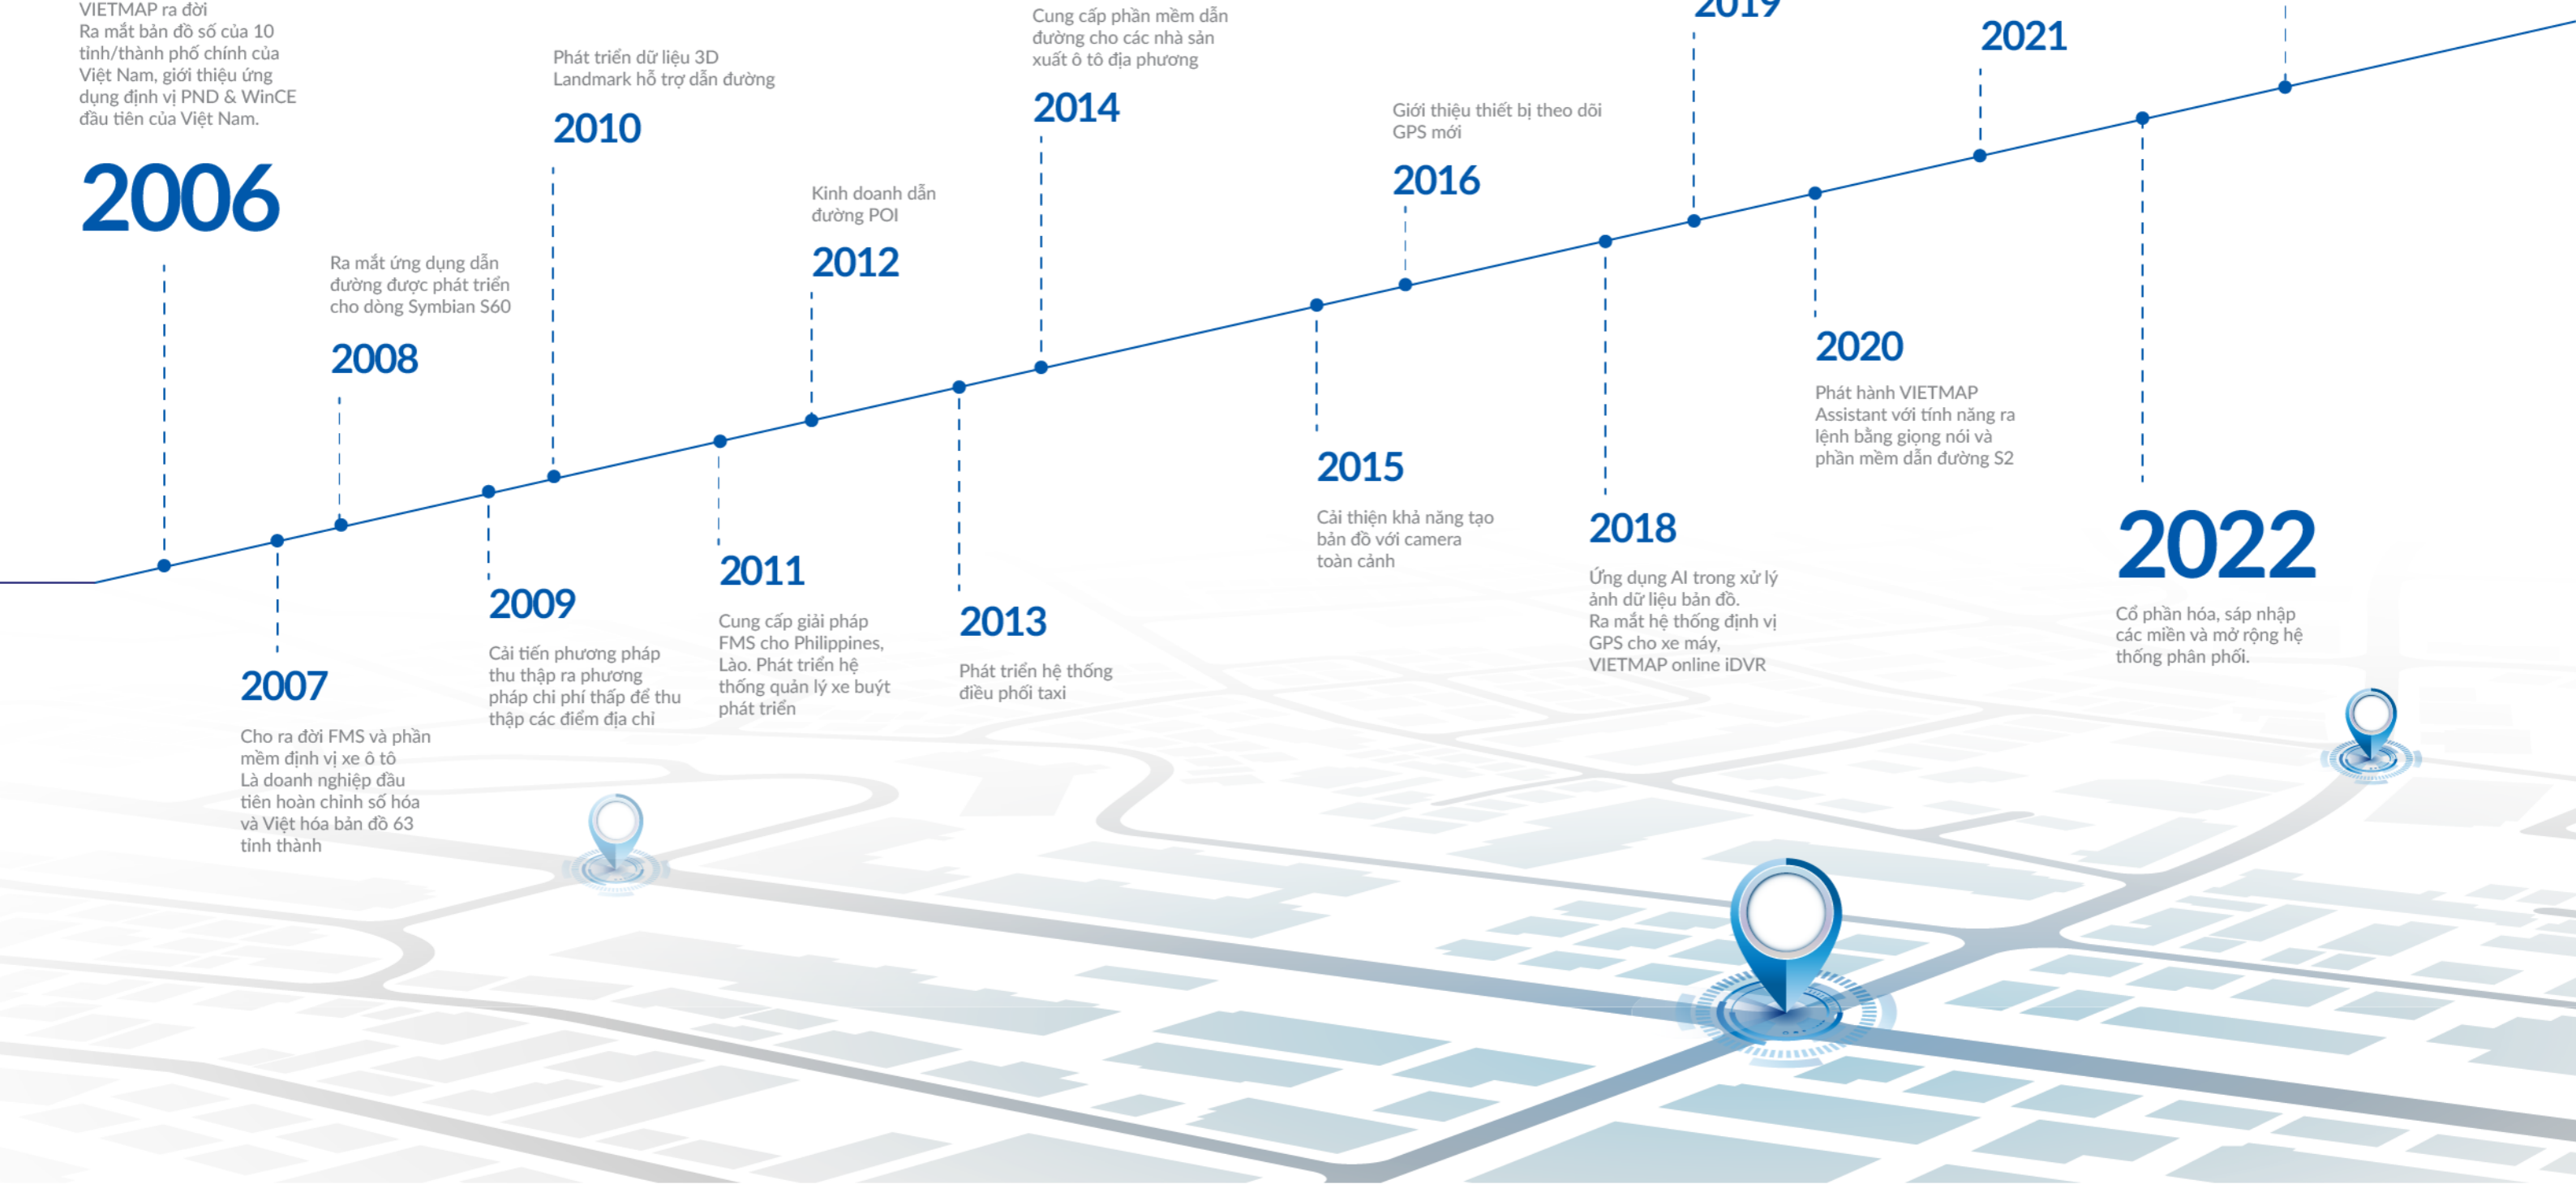 VIETMAP ra đời
Ra mắt bản đồ số của 10
tỉnh/thành phố chính của
Việt Nam, giới thiệu ứng
dụng định vị PND & WinCE
đầu tiên của Việt Nam.
2006
Cho ra đời FMS và phần
mềm định vị xe ô tô
Là doanh nghiệp đầu
tiên hoàn chỉnh số hóa
và Việt hóa bản đồ 63
tỉnh thành
2007
Ra mắt ứng dụng dẫn
đường được phát triển
cho dòng Symbian S60
2008
2009
Cải tiến phương pháp
thu thập ra phương
pháp chi phí thấp để thu
thập các điểm địa chỉ
Phát triển dữ liệu 3D
Landmark hỗ trợ dẫn đường
2010
2011
Cung cấp giải pháp
FMS cho Philippines,
Lào. Phát triển hệ
thống quản lý xe buýt
phát triển
Kinh doanh dẫn
đường POI
2012
2013
Phát triển hệ thống
điều phối taxi
Cung cấp phần mềm dẫn
đường cho các nhà sản
xuất ô tô địa phương
2014
2015
Cải thiện khả năng tạo
bản đồ với camera
toàn cảnh
Giới thiệu thiết bị theo dõi
GPS mới
2016
2018
Ứng dụng AI trong xử lý
ảnh dữ liệu bản đồ.
Ra mắt hệ thống định vị
GPS cho xe máy,
VIETMAP online iDVR
2019
2020
Phát hành VIETMAP
Assistant với tính năng ra
lệnh bằng giọng nói và
phần mềm dẫn đường S2
2021
2022
Cổ phần hóa, sáp nhập
các miền và mở rộng hệ
thống phân phối.